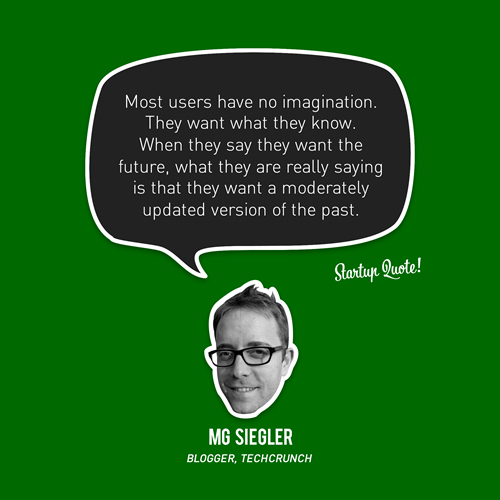 Most users have no imagination.
They want what they know.
When they say they want the
future, what they are really saying
is that they want a moderately
updated version of the past.
Startup Quote!
MG SIEGLER
BLOGGER, TECHCRUNCH